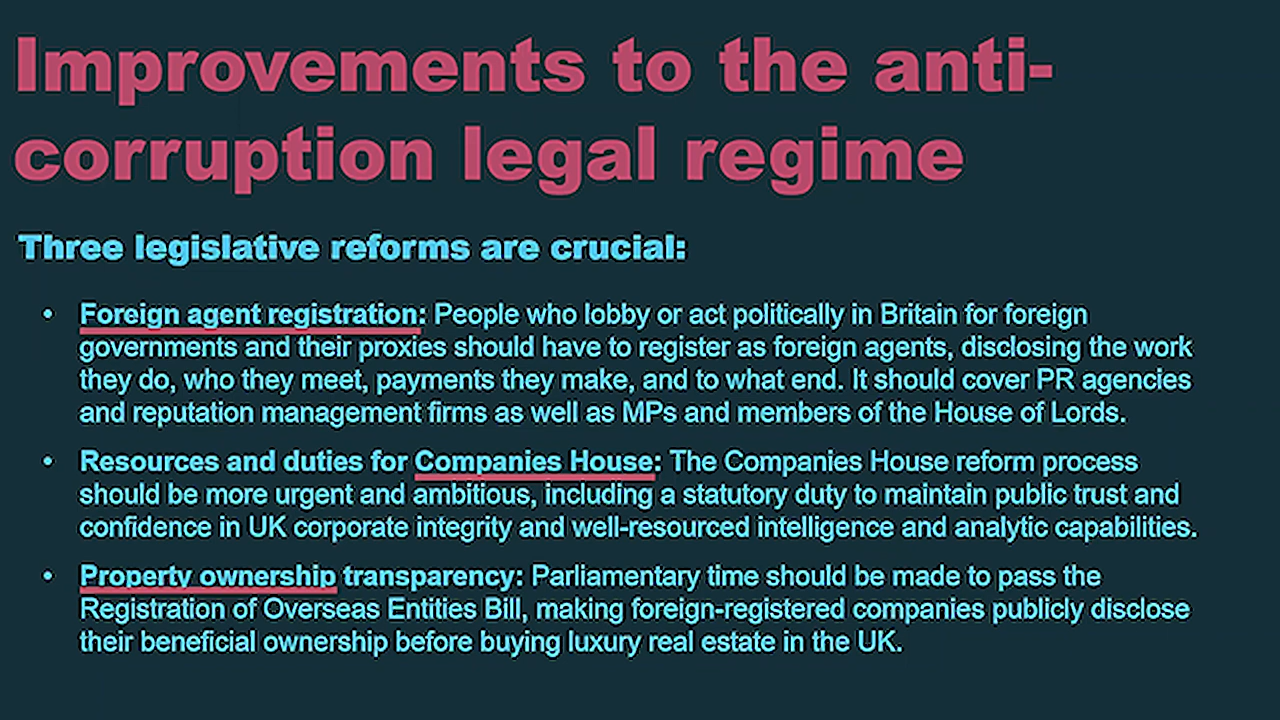 Improvements to the anti-
corruption legal regime
Three legislative reforms are crucial:
• Foreign agent registration: People who lobby or act politically in Britain for foreign
governments and their proxies should have to register as foreign agents, disclosing the work
they do, who they meet, payments they make, and to what end. It should cover PR agencies
and reputation management firms as well as MPs and members of the House of Lords.
• Resources and duties for Companies House: The Companies House reform process
should be more urgent and ambitious, including a statutory duty to maintain public trust and
confidence in UK corporate integrity and well-resourced intelligence and analytic capabilities.
• Property ownership transparency: Parliamentary time should be made to pass the
Registration of Overseas Entities Bill, making foreign-registered companies publicly disclose
their beneficial ownership before buying luxury real estate in the UK.